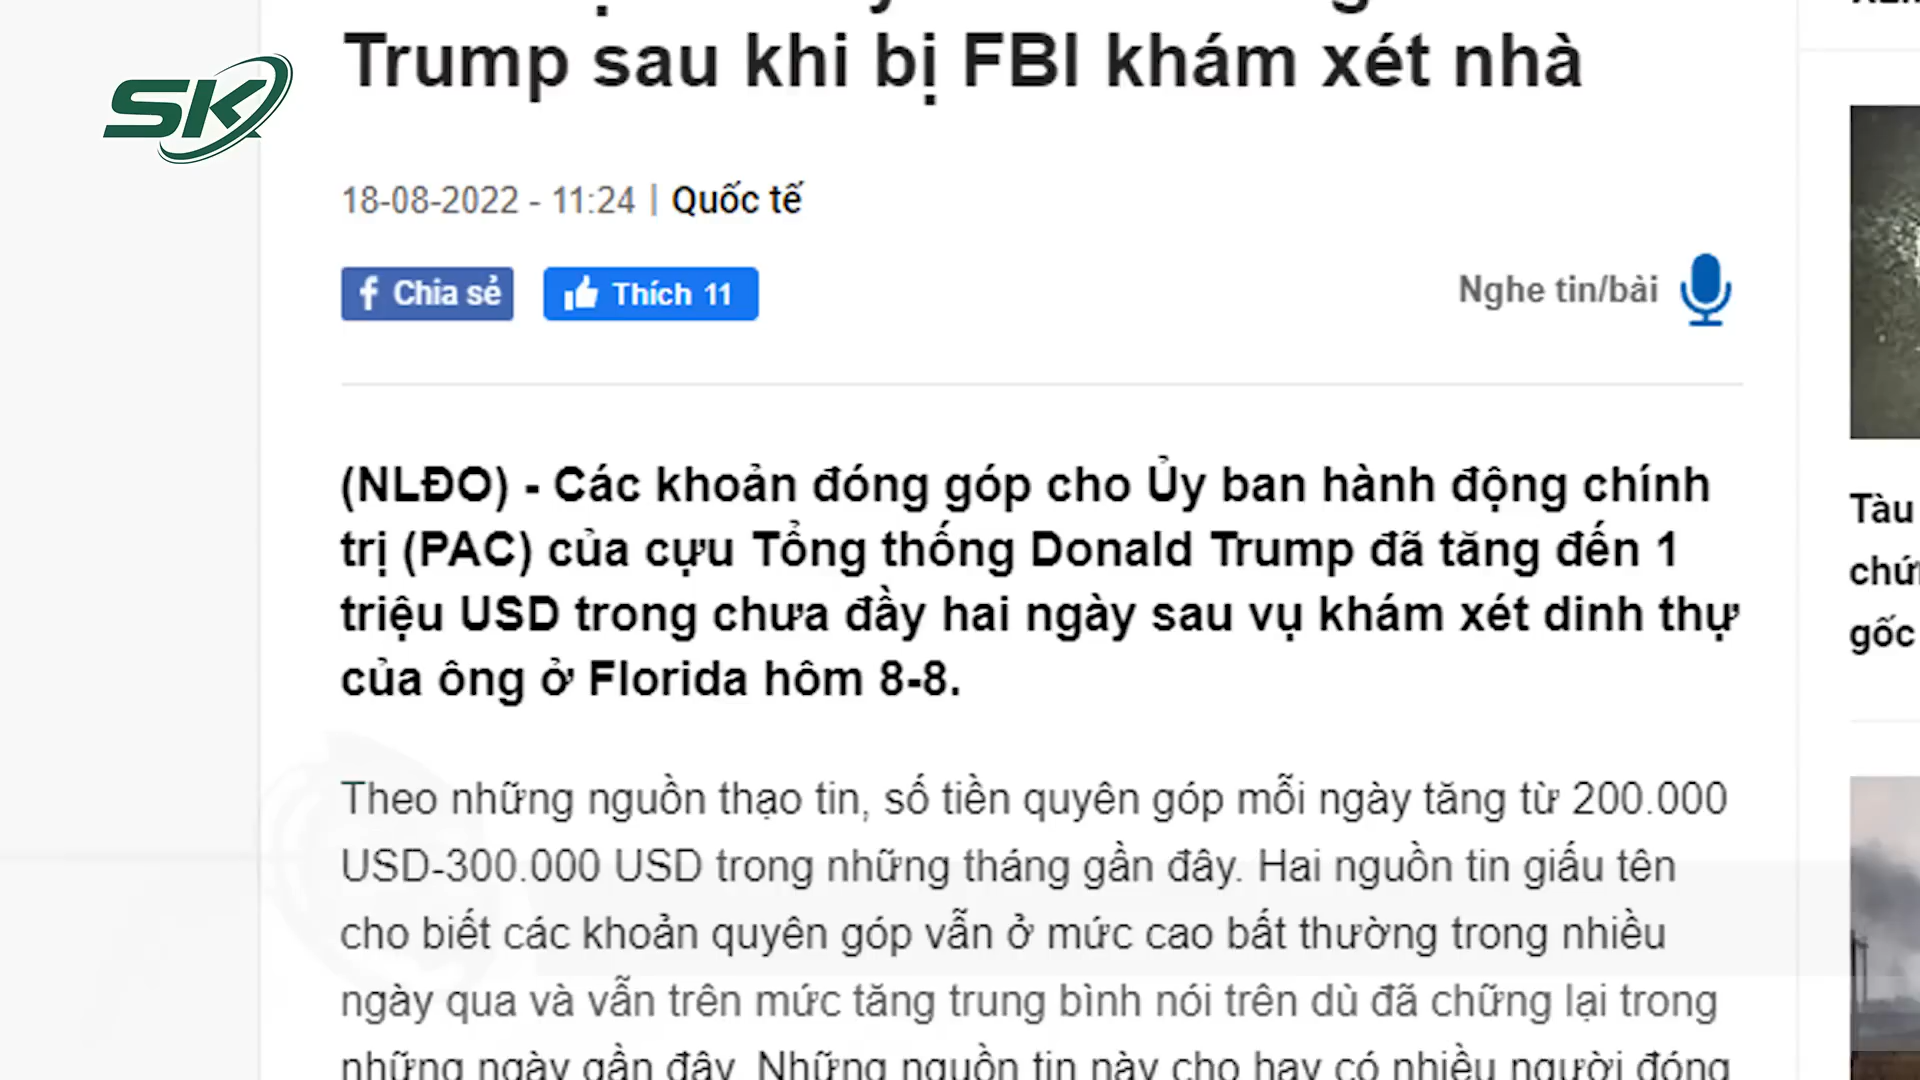 Trump sau khi bị FBI khám xét nhà
SK
18-08-2022 - 11:24 | Quốc tế
Chia sẻ
Thích 11
Nghe tin/bài
(NLĐO) - Các khoản đóng góp cho Ủy ban hành động chính
trị (PAC) của cựu Tổng thống Donald Trump đã tăng đến 1
triệu USD trong chưa đầy hai ngày sau vụ khám xét dinh thự
của ông ở Florida hôm 8-8.
Theo những nguồn thạo tin, số tiền quyên góp mỗi ngày tăng từ 200.000
USD-300.000 USD trong những tháng gần đây. Hai nguồn tin giấu tên
cho biết các khoản quyên góp vẫn ở mức cao bất thường trong nhiều
ngày qua và vẫn trên mức tăng trung bình nói trên dù đã chững lại trong
những ngày gần đây. Những nguồn tin này cho hay có nhiều người đóng
Tàu
gốc